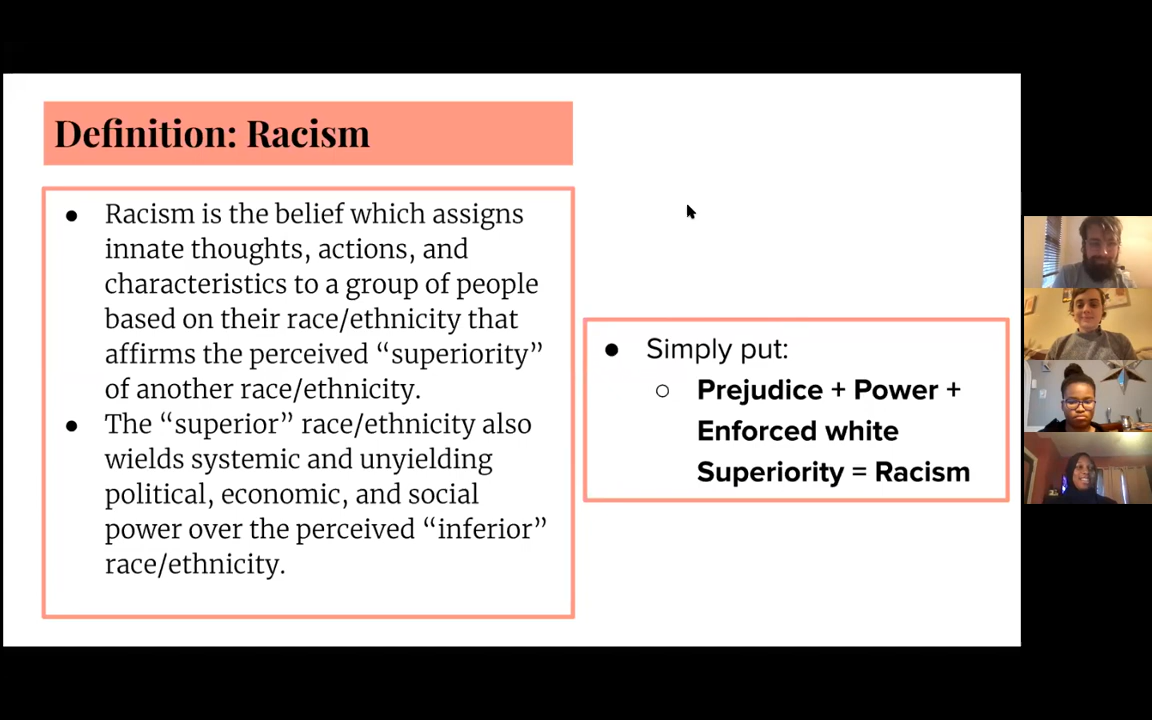 Definition: Racism
● Racism is the belief which assigns
innate thoughts, actions, and
characteristics to a group of people
based on their race/ethnicity that
affirms the perceived “superiority”
of another race/ethnicity.
● The “superior” race/ethnicity also
wields systemic and unyielding
political, economic, and social
power over the perceived “inferior”
race/ethnicity.
● Simply put:
○ Prejudice + Power +
Enforced white
Superiority = Racism